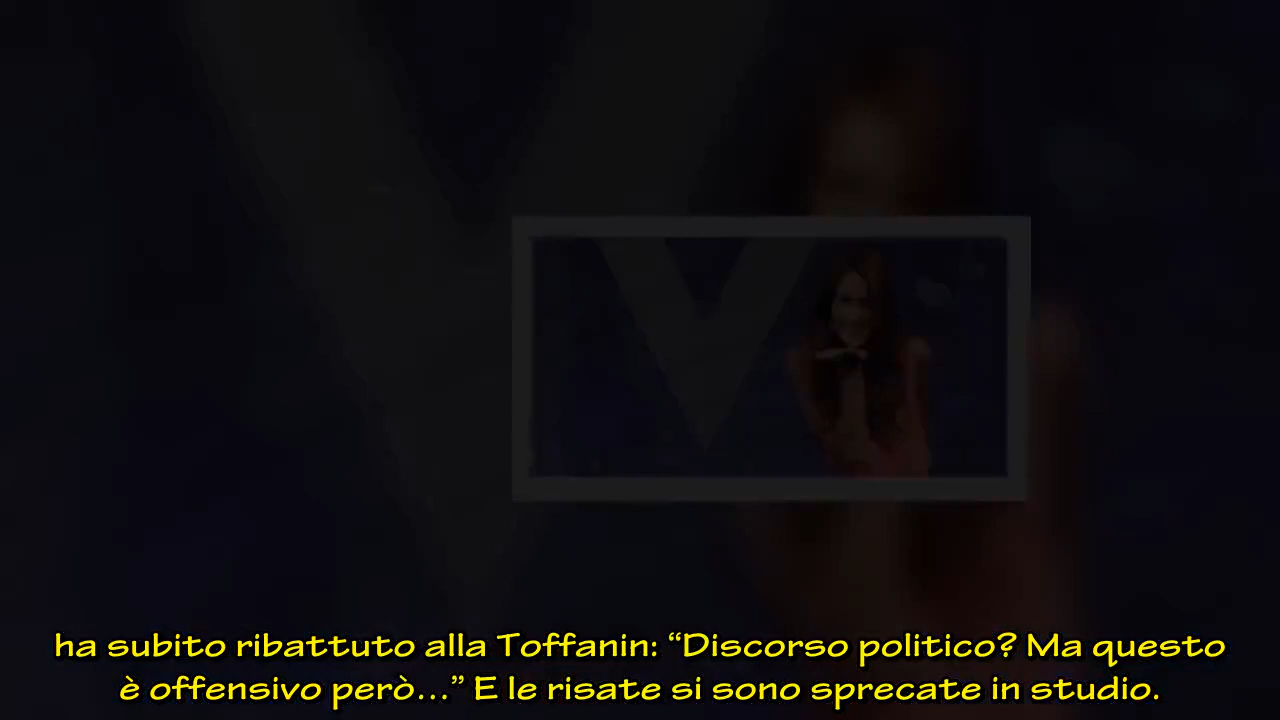 ha subito ribattuto alla Toffanin: “Discorso politico? Ma questo
è offensivo però...” E le risate si sono sprecate in studio.